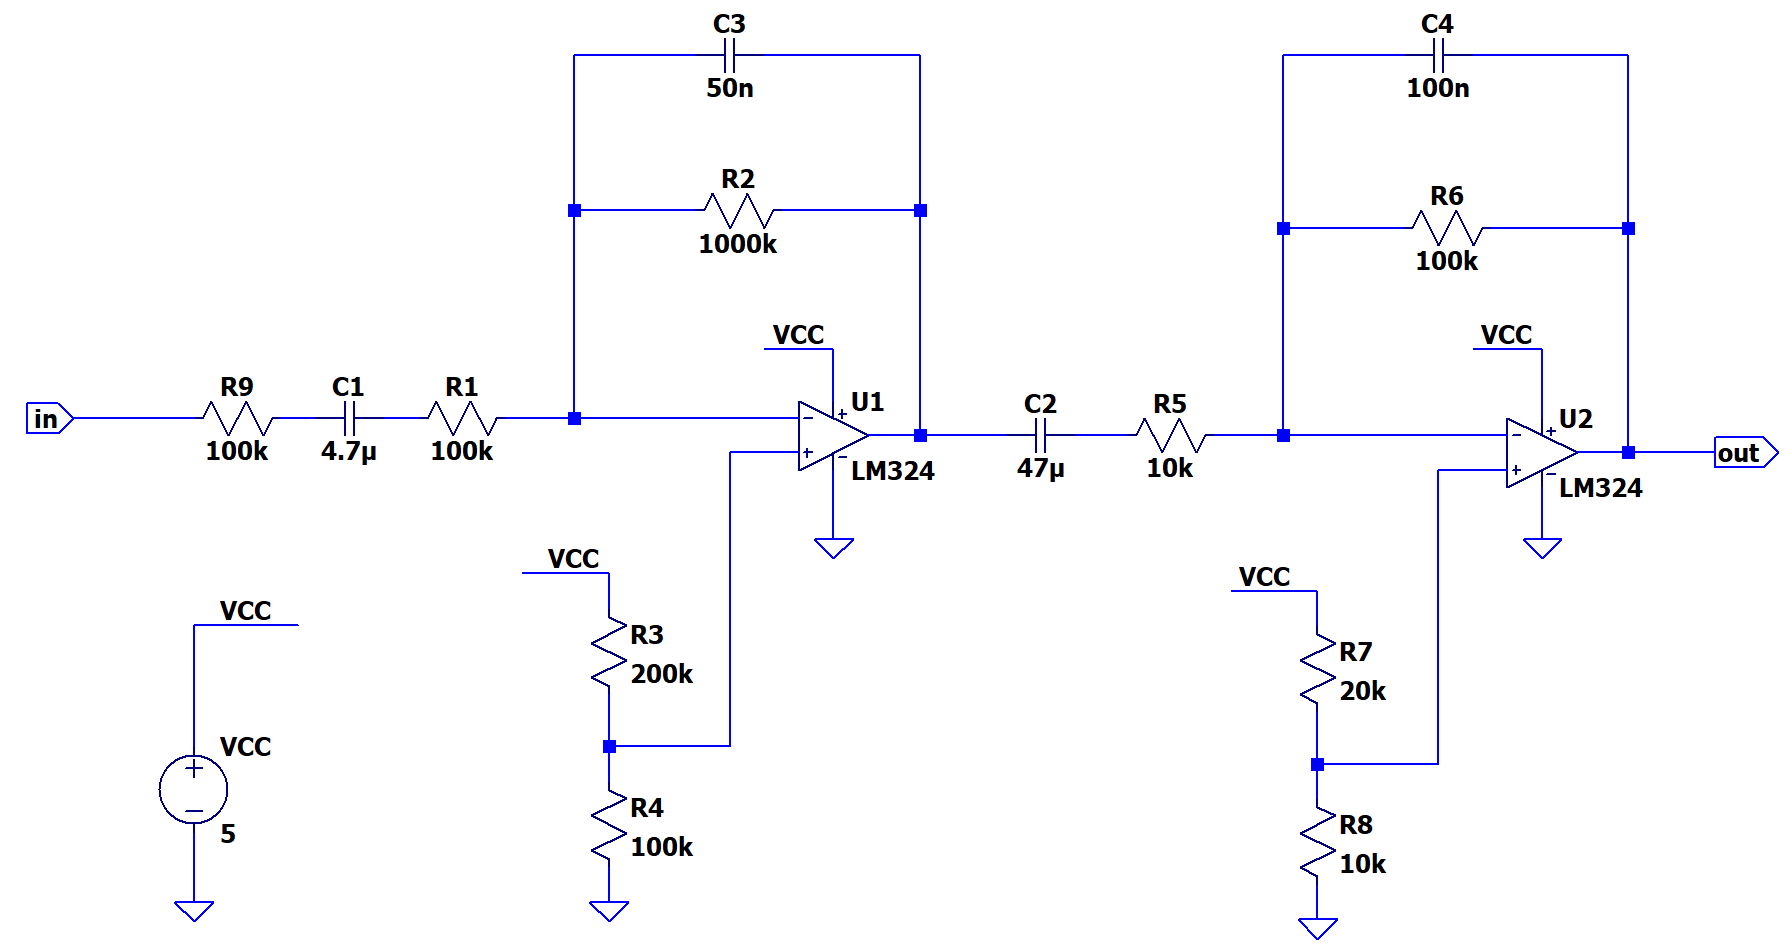 C3
50n
C4
100n
R2
1000k
R6
100k
VCC
VCC
in
R9
100k
C1
4.7µ
R1
100k
U1
LM324
C2
47µ
R5
10k
U2
LM324
out
VCC
R3
200k
VCC
R7
20k
VCC
VCC
5
R4
100k
R8
10k